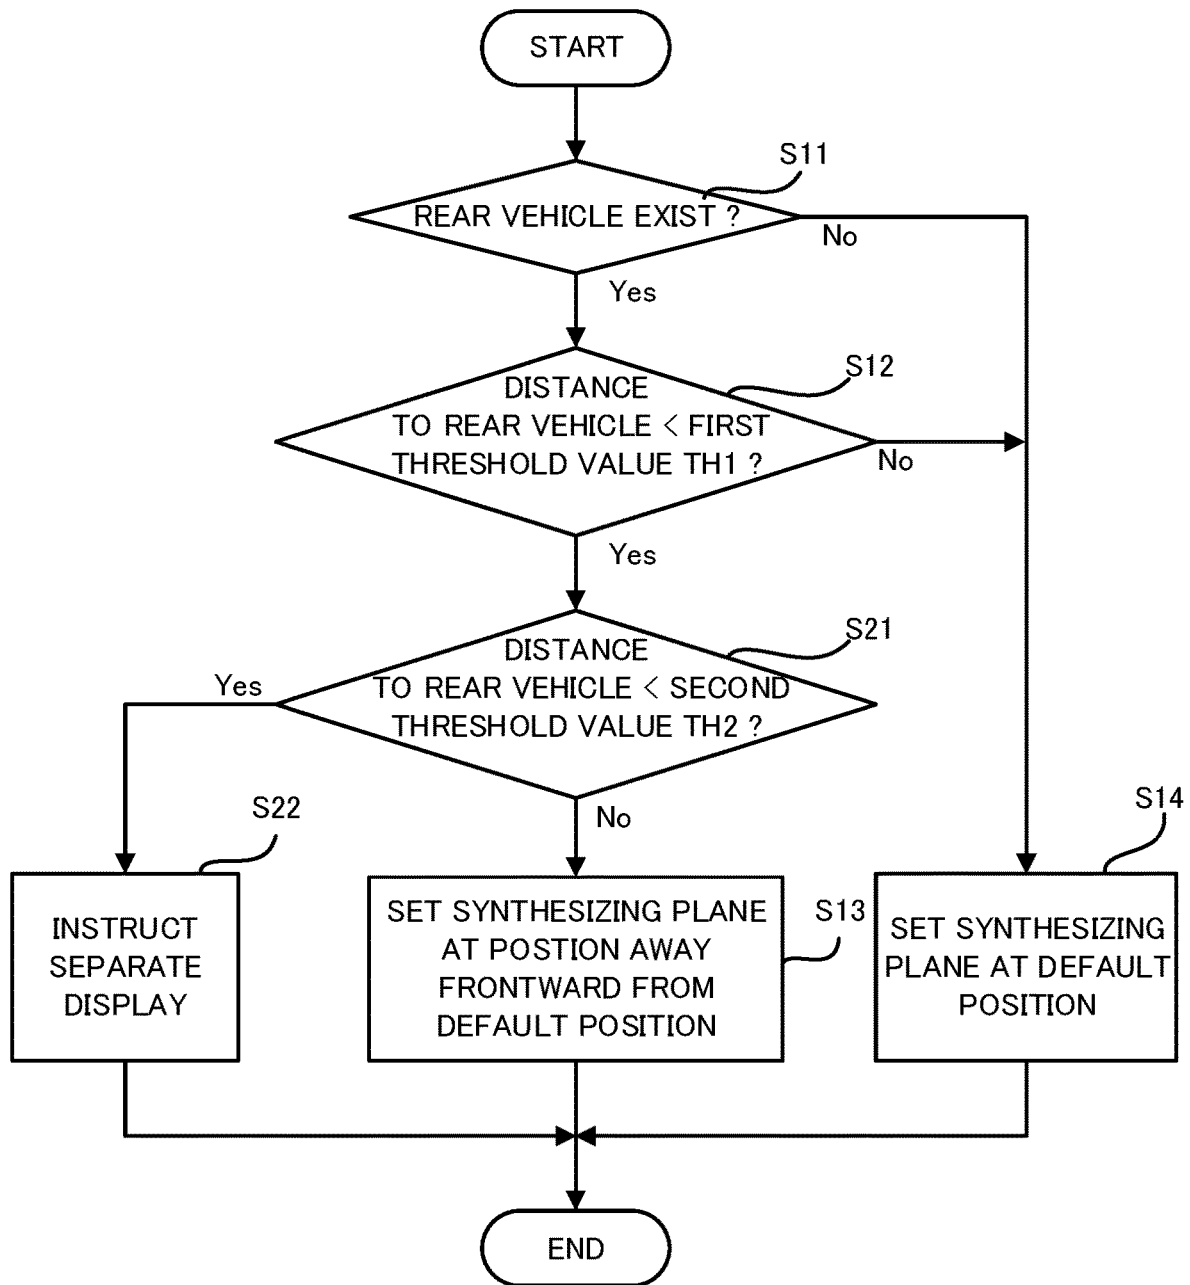 START
S11
REAR VEHICLE EXIST ?
No
Yes
S12
DISTANCE
TO REAR VEHICLE < FIRST
THRESHOLD VALUE TH1 ?
No
Yes
S21
DISTANCE
TO REAR VEHICLE < SECOND
THRESHOLD VALUE TH2 ?
Yes
No
S22
INSTRUCT
SEPARATE
DISPLAY
S13
SET SYNTHESIZING PLANE
AT POSTION AWAY
FRONTWARD FROM
DEFAULT POSITION
S14
SET SYNTHESIZING
PLANE AT DEFAULT
POSITION
END